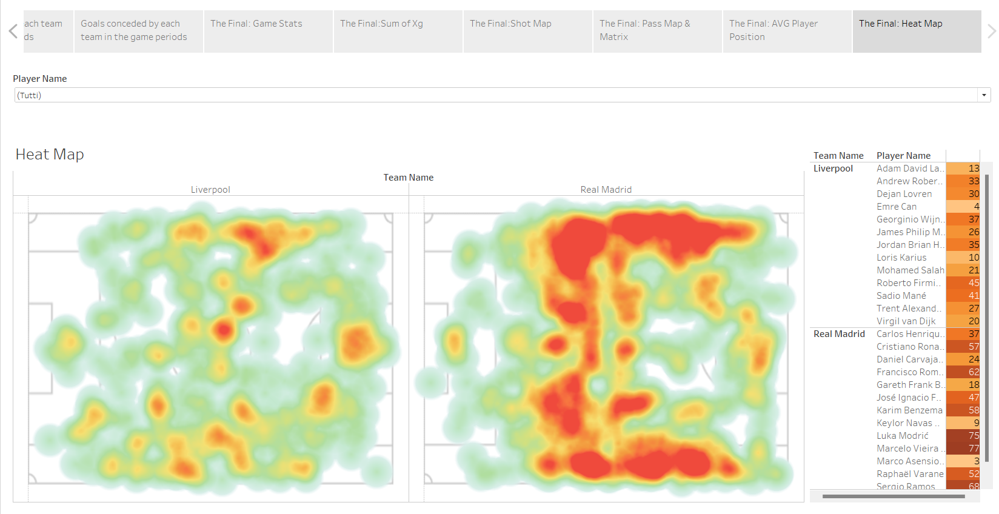 ach team
ds
Goals conceded by each
team in the game periods
The Final: Game Stats
The Final:Sum of Xg
The Final:Shot Map
The Final: Pass Map &
Matrix
The Final: AVG Player
Position
The Final: Heat Map
Player Name
(Tutti)
Heat Map
Team Name
Liverpool
Real Madrid
Team Name Player Name
Liverpool Adam David La.. 13
Andrew Rober.. 33
Dejan Lovren 30
Emre Can 4
Georginio Wijn.. 37
James Philip M.. 26
Jordan Brian H.. 35
Loris Karius 10
Mohamed Salah 21
Roberto Firmi.. 45
Sadio Mané 41
Trent Alexand.. 27
Virgil van Dijk 20
Real Madrid Carlos Henriqu.. 37
Cristiano Rona.. 57
Daniel Carvaja.. 24
Francisco Rom.. 62
Gareth Frank B.. 18
José Ignacio F.. 47
Karim Benzema 58
Keylor Navas .. 9
Luka Modrić 75
Marcelo Vieira .. 77
Marco Asensio.. 3
Raphaël Varane 52
Sergio Ramos 68